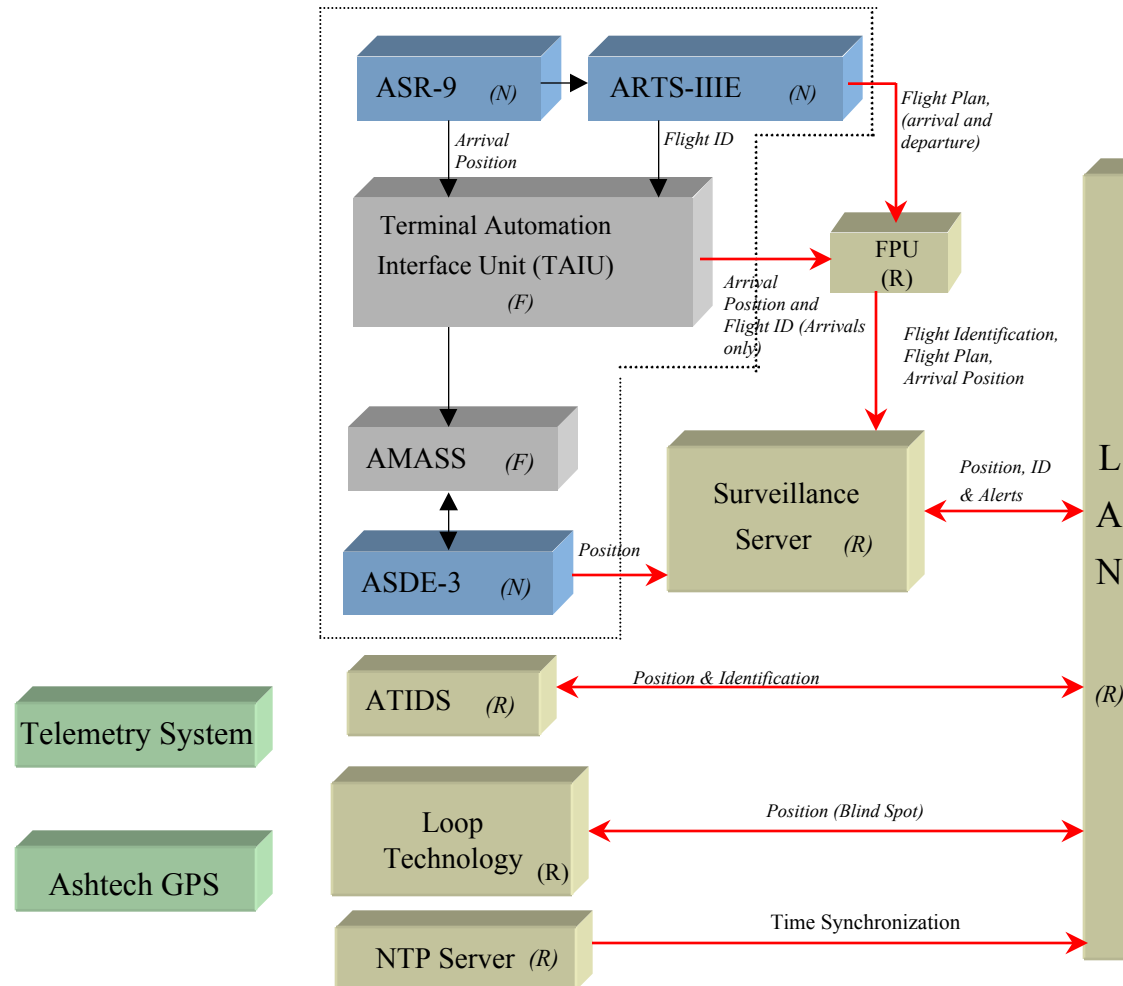 ASR-9 (N)
ARTS-IIIE (N)
Flight Plan,
(arrival and
departure)
Arrival
Position
Flight ID
Terminal Automation
Interface Unit (TAIU)
(F)
FPU
(R)
Arrival
Position and
Flight ID (Arrivals
only)
Flight Identification,
Flight Plan,
Arrival Position
AMASS (F)
Surveillance
Server (R)
Position, ID
& Alerts
L
A
N
(R)
ASDE-3 (N)
Position
ATIDS (R)
Position & Identification
Telemetry System
Loop
Technology (R)
Position (Blind Spot)
Ashtech GPS
NTP Server (R)
Time Synchronization